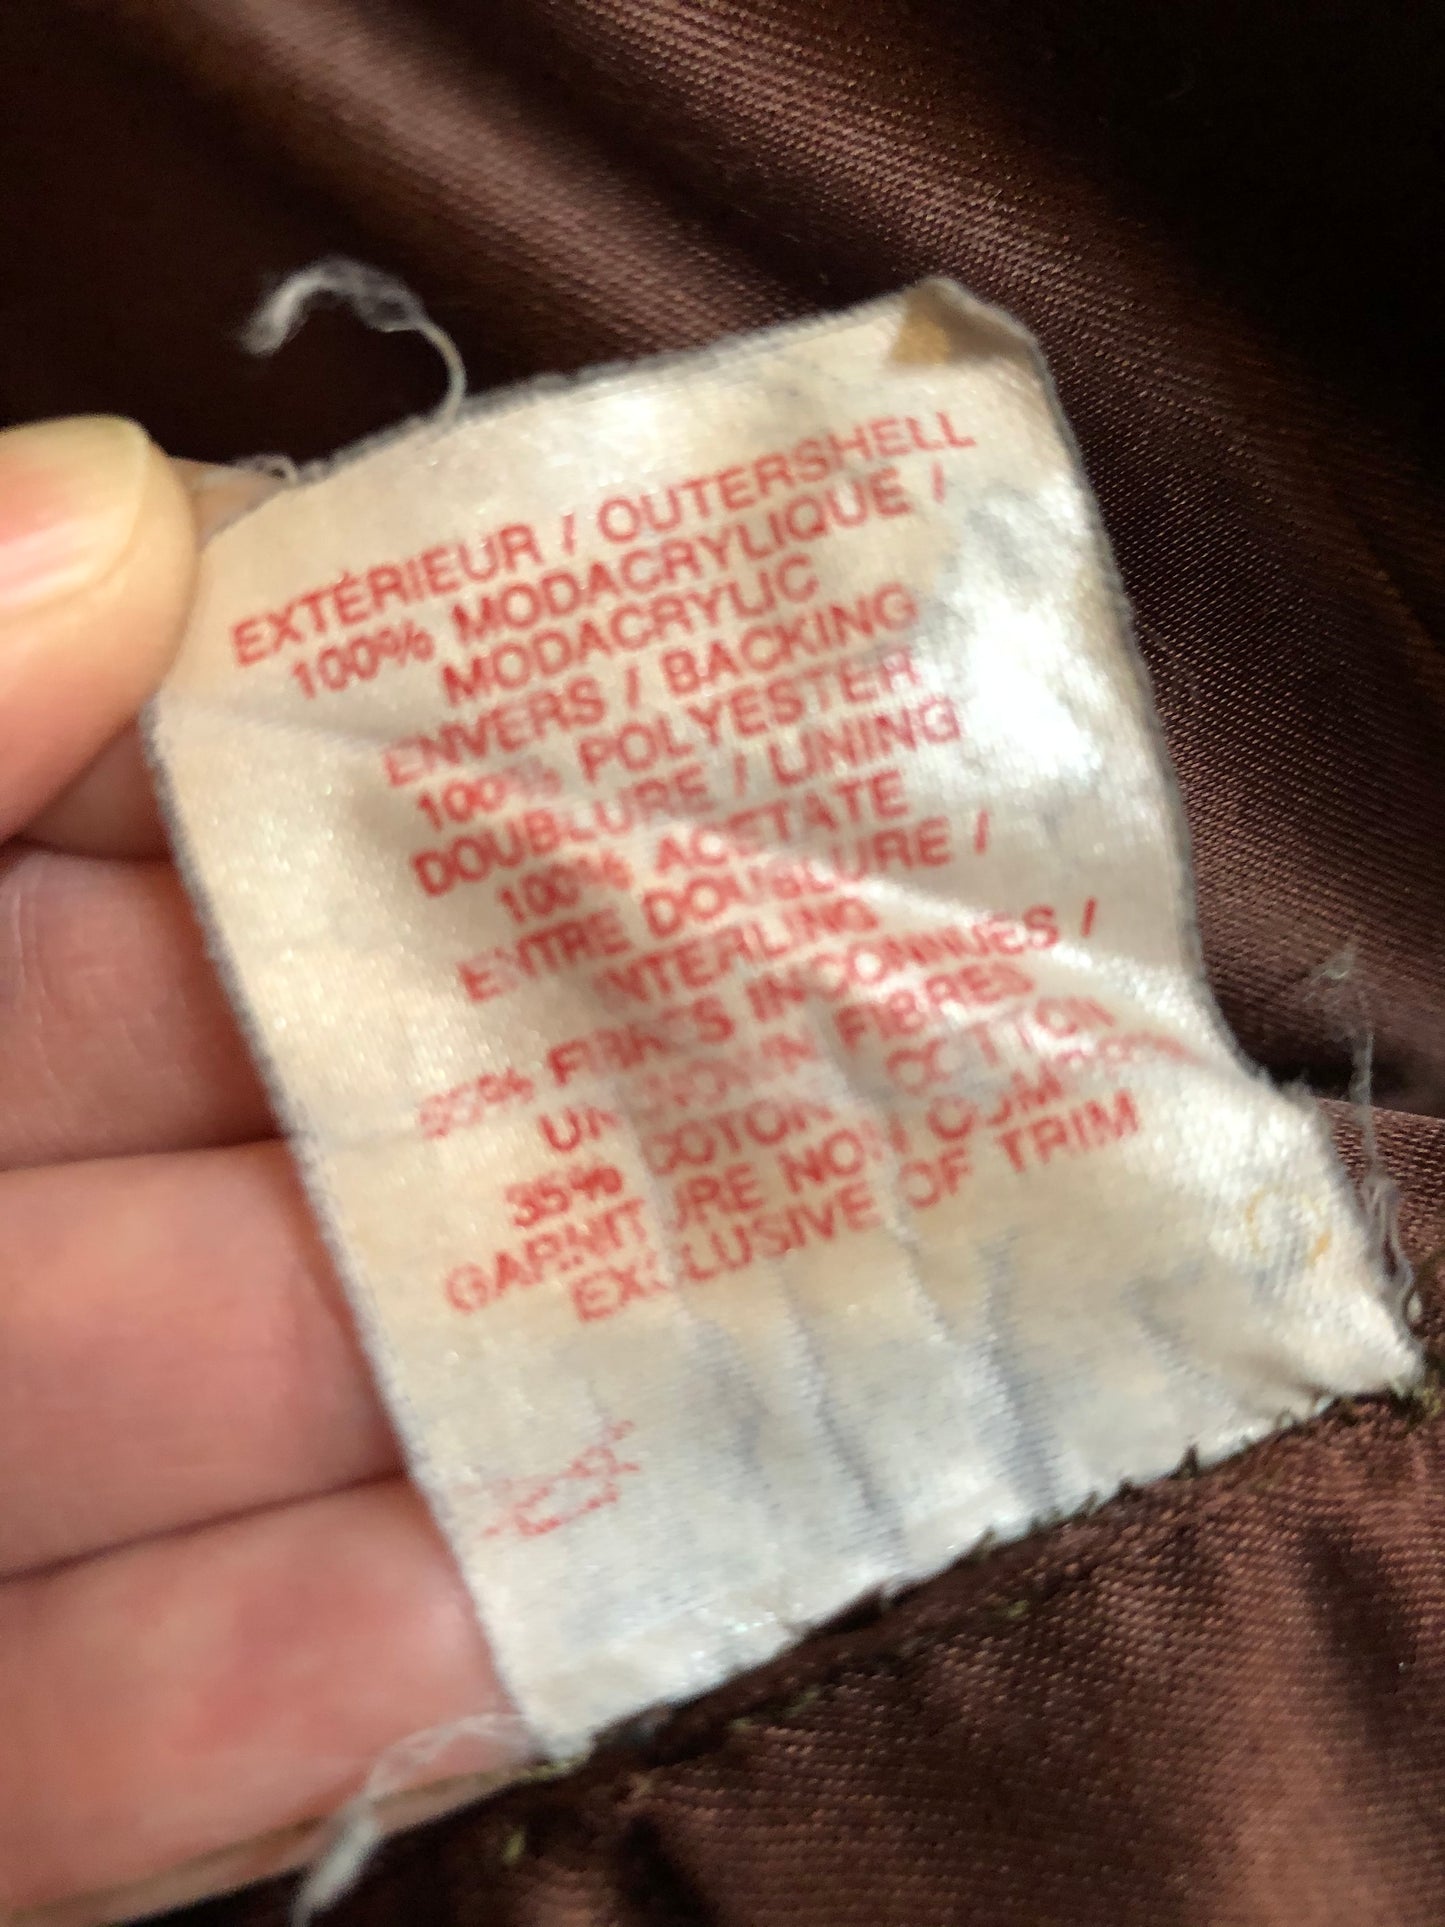 EXTÉRIEUR / OUTERSHELL
100% MODACRYLIQUE /
MODACRYLIC
ENVERS / BACKING
100% POLYESTER
DOUBLURE / LINING
100% ACETATE
ENTRE DOUBLURE /
INTERLING
% FIBRES INCONNUES /
UNKNOWN FIBRES
35% COTON COTTON
GARNITURE NON COM
EXCLUSIVE OF TRIM